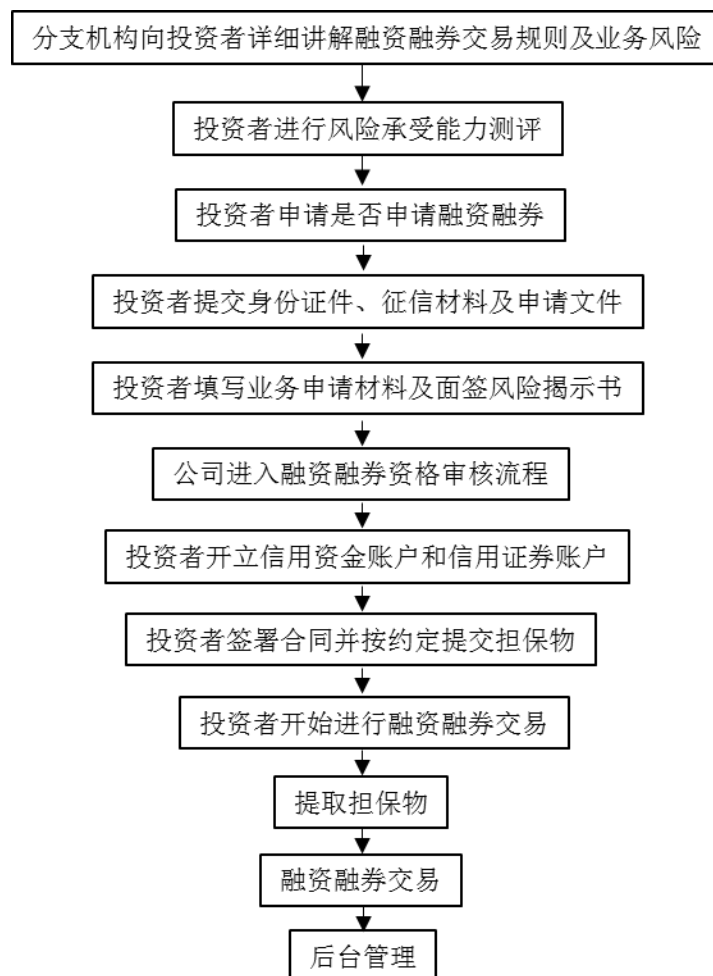 分支机构向投资者详细讲解融资融券交易规则及业务风险
投资者进行风险承受能力测评
投资者申请是否申请融资融券
投资者提交身份证件、征信材料及申请文件
投资者填写业务申请材料及面签风险揭示书
公司进入融资融券资格审核流程
投资者开立信用资金账户和信用证券账户
投资者签署合同并按约定提交担保物
投资者开始进行融资融券交易
提取担保物
融资融券交易
后台管理